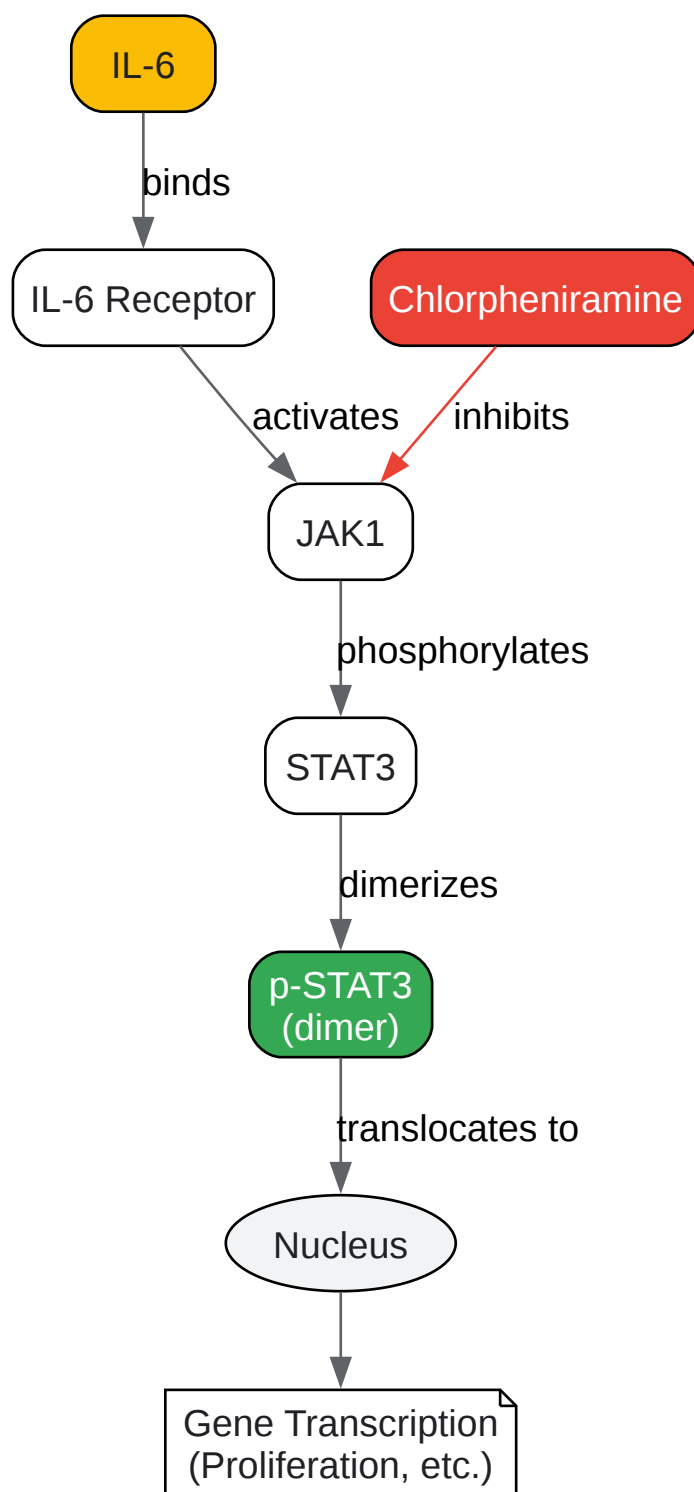 IL-6
binds
IL-6 Receptor
Chlorpheniramine
activates
inhibits
JAK1
phosphorylates
STAT3
dimerizes
p-STAT3
(dimer)
translocates to
Nucleus
Gene Transcription
(Proliferation, etc.)